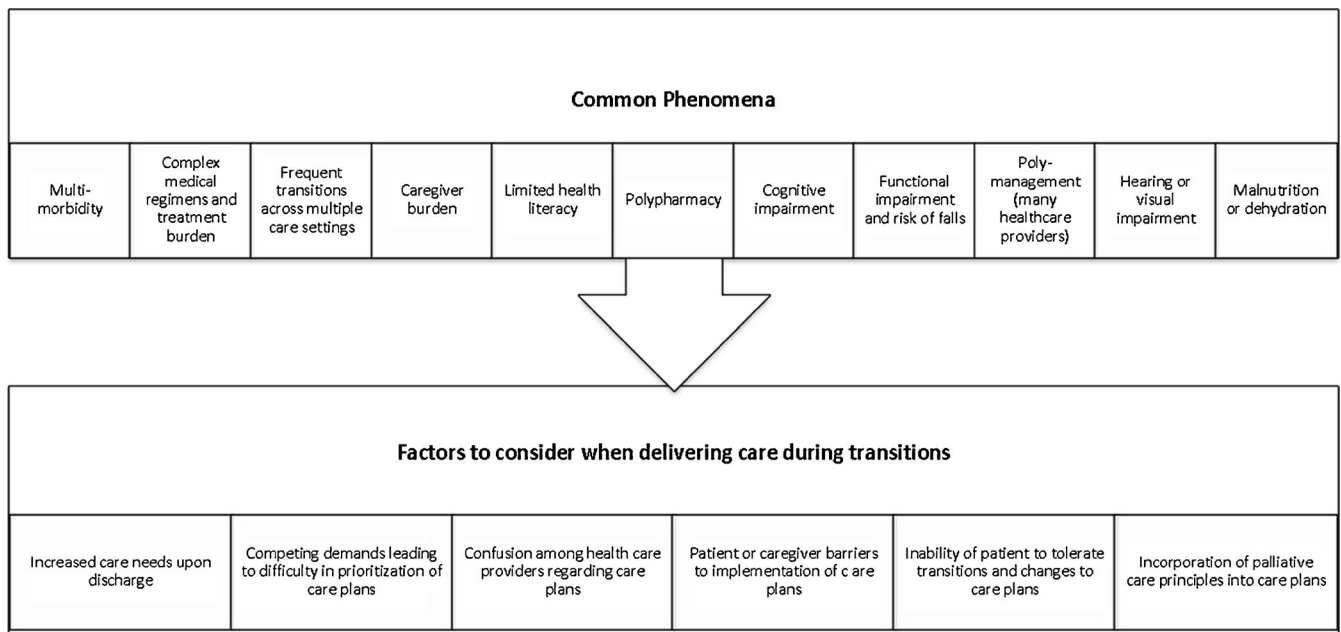 Common Phenomena
Multi-
morbidity
Complex
medical
regimens and
treatment
burden
Frequent
transitions
across multiple
care settings
Caregiver
burden
Limited health
literacy
Polypharmacy
Cognitive
impairment
Functional
impairment
and risk of falls
Poly-
management
(many
healthcare
providers)
Hearing or
visual
impairment
Malnutrition
or dehydration
Factors to consider when delivering care during transitions
Increased care needs upon
discharge
Competing demands leading
to difficulty in prioritization of
care plans
Confusion among health care
providers regarding care
plans
Patient or caregiver barriers
to implementation of c are
plans
Inability of patient to tolerate
transitions and changes to
care plans
Incorporation of palliative
care principles into care plans